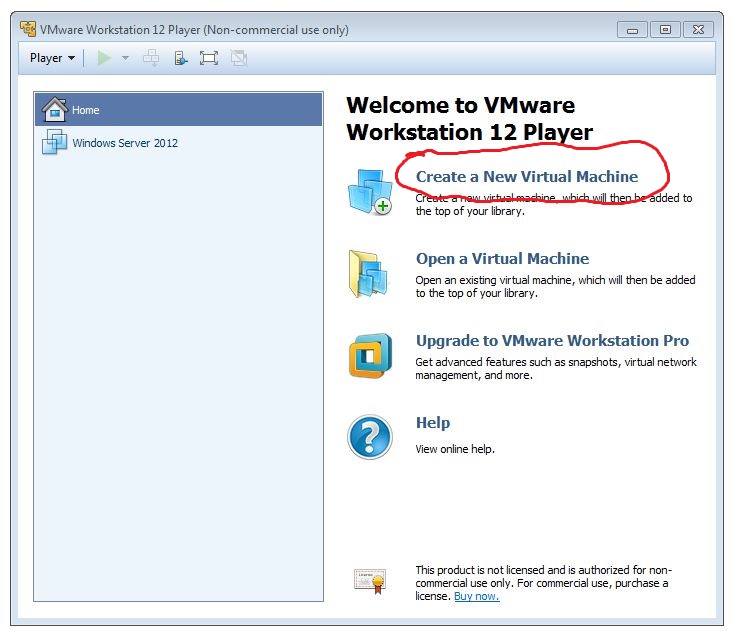 VMware Workstation 12 Player (Non-commercial use only)
Player
Home
Windows Server 2012
Welcome to VMware
Workstation 12 Player
Create a New Virtual Machine
Create a new virtual machine, which will then be added to
the top of your library.
Open a Virtual Machine
Open an existing virtual machine, which will then be added
to the top of your library.
Upgrade to VMware Workstation Pro
Get advanced features such as snapshots, virtual network
management, and more.
Help
View online help.
This product is not licensed and is authorized for non-
commercial use only. For commercial use, purchase a
license. Buy now.